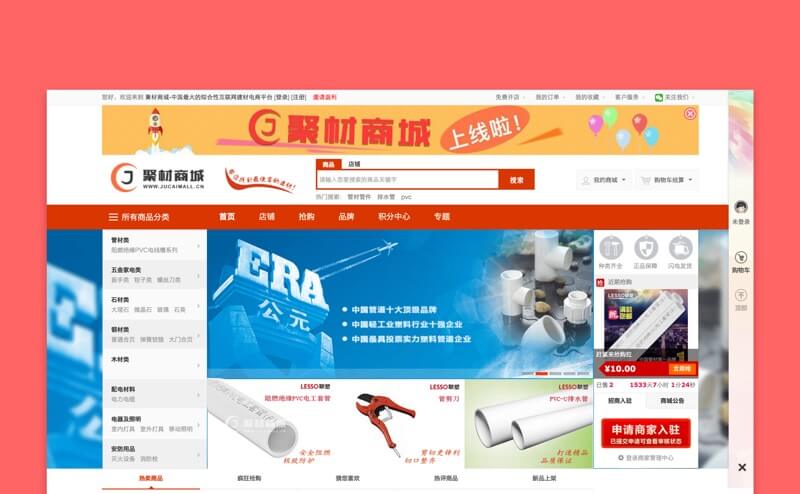 您好，欢迎来到 聚材商城-中国最大的综合性互联网建材电商平台 [登录] [注册] 邀请返利
免费开店 我的订单 我的收藏 客户服务 关注我们
J 聚材商城 上线啦！
聚材商城
WWW.JUCAIMALL.CN
商品 店铺
请输入您要搜索的商品关键字 搜索
热门搜索： 管材管件 排水管 pvc
我的商城 购物车结算
所有商品分类 首页 店铺 抢购 品牌 积分中心 专题
未登录
购物车
顶部
管材类
阻燃绝缘PVC电线槽系列
五金家电类
扳手类 钳子类 螺丝刀类
石材类
大理石 微晶石 玻璃 石英
钢材类
普通合页 弹簧铰链 大门合页
木材类
配电材料
电力电缆
电器及照明
室内灯具 室外灯具 移动照明
安防用品
灭火设备 消防栓
ERA
公元
中国管道十大顶级品牌
中国轻工业塑料行业十强企业
中国最具投票实力塑料管道企业
种类齐全 正品保障 闪电发货
抢 近期抢购
LESSO联塑
赶紧来抢购拉
¥10.00
已售 2 1533天7小时 1分24秒
招商入驻 商城公告
申请商家入驻
已提交申请可查看审核状态
登录商家管理中心
LESSO联塑
阻燃绝缘PVC电工套管
安全阻燃
极致防护
LESSO联塑
管剪刀
剪切更锋利
切口整齐
LESSO联塑
PVC-C排水管
打造精品
品质保证
热卖商品 疯狂抢购 猜您喜欢 热评商品 新品上架